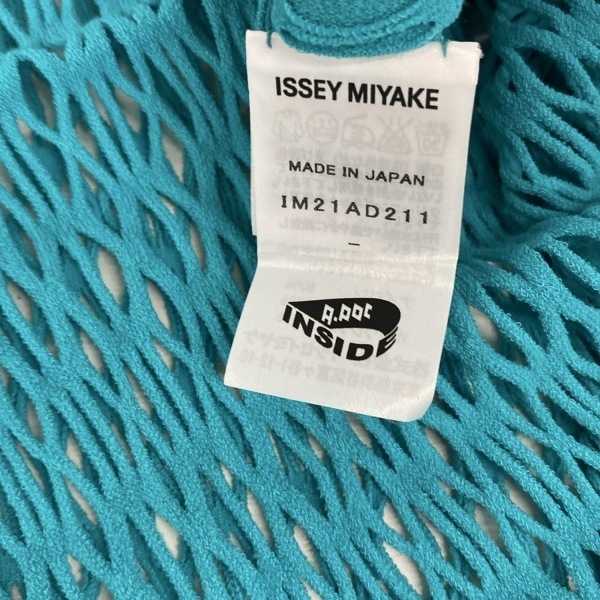 ISSEY MIYAKE
MADE IN JAPAN
IM21AD211
–
A.POC
INSIDE